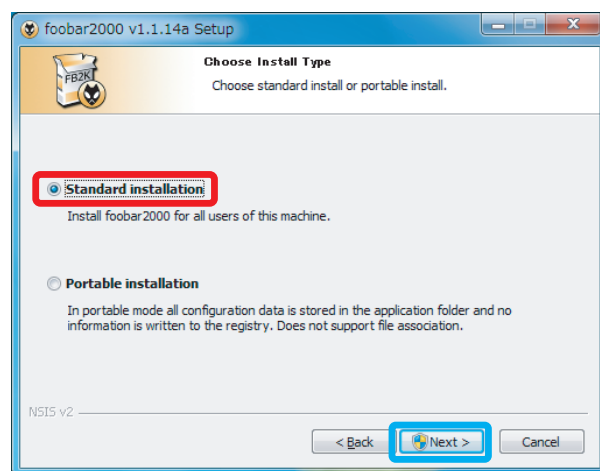 foobar2000 v1.1.14a Setup
Choose Install Type
Choose standard install or portable install.
FB2K
Standard installation
Install foobar2000 for all users of this machine.
Portable installation
In portable mode all configuration data is stored in the application folder and no
information is written to the registry. Does not support file association.
NSIS v2
< Back
Next >
Cancel